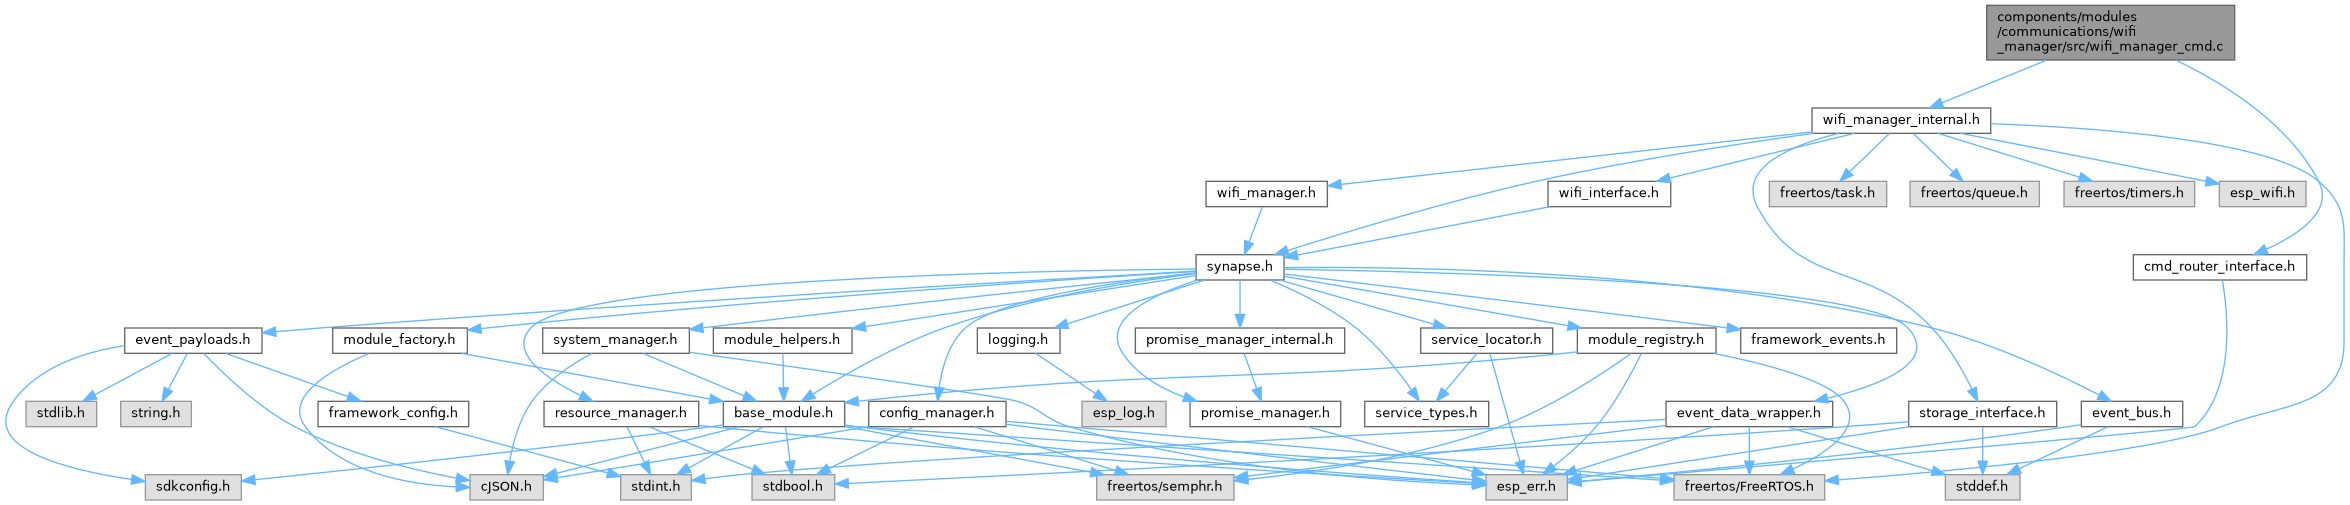 components/modules
/communications/wifi
_manager/src/wifi_manager_cmd.c
wifi_manager_internal.h
wifi_manager.h
wifi_interface.h
freertos/task.h
freertos/queue.h
freertos/timers.h
esp_wifi.h
synapse.h
cmd_router_interface.h
event_payloads.h
module_factory.h
system_manager.h
module_helpers.h
logging.h
promise_manager_internal.h
service_locator.h
module_registry.h
framework_events.h
stdlib.h
string.h
framework_config.h
resource_manager.h
base_module.h
config_manager.h
esp_log.h
promise_manager.h
service_types.h
event_data_wrapper.h
storage_interface.h
event_bus.h
sdkconfig.h
cJSON.h
stdint.h
stdbool.h
freertos/semphr.h
esp_err.h
freertos/FreeRTOS.h
stddef.h